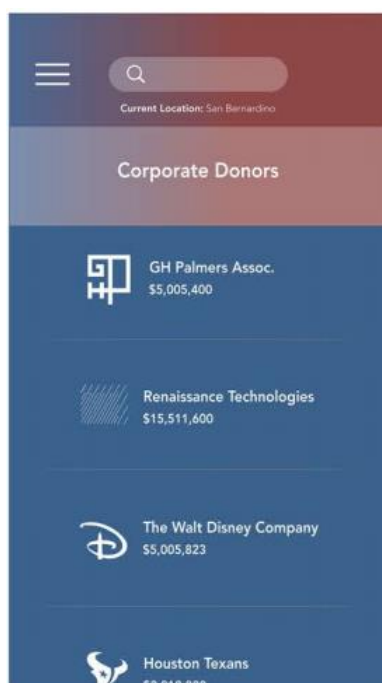 Current Location: San Bernardino
Corporate Donors
GH Palmers Assoc.
$5,005,400
Renaissance Technologies
$15,511,600
The Walt Disney Company
$5,005,823
Houston Texans